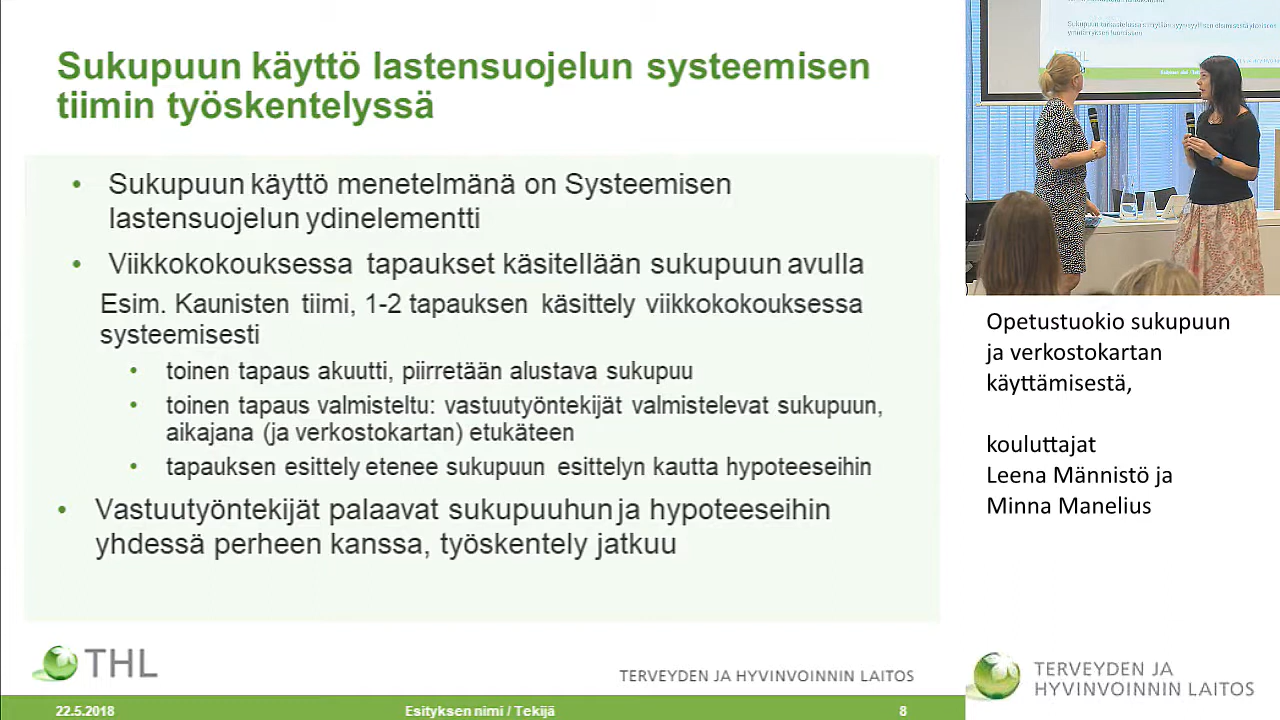 Sukupuun käyttö lastensuojelun systeemisen
tiimin työskentelyssä
• Sukupuun käyttö menetelmänä on Systeemisen
lastensuojelun ydinelementti
• Viikkokokouksessa tapaukset käsitellään sukupuun avulla
Esim. Kaunisten tiimi, 1-2 tapauksen käsittely viikkokokouksessa
systeemisesti
• toinen tapaus akuutti, piirretään alustava sukupuu
• toinen tapaus valmisteltu: vastuutyöntekijät valmistelevat sukupuun,
aikajana (ja verkostokartan) etukäteen
• tapauksen esittely etenee sukupuun esittelyn kautta hypoteeseihin
• Vastuutyöntekijät palaavat sukupuuhun ja hypoteeseihin
yhdessä perheen kanssa, työskentely jatkuu
THL
TERVEYDEN JA HYVINVOINNIN LAITOS
22.5.2018 Esityksen nimi / Tekijä 8
THL
Opetustuokio sukupuun
ja verkostokartan
käyttämisestä,
kouluttajat
Leena Männistö ja
Minna Manelius
TERVEYDEN JA
HYVINVOINNIN LAITOS